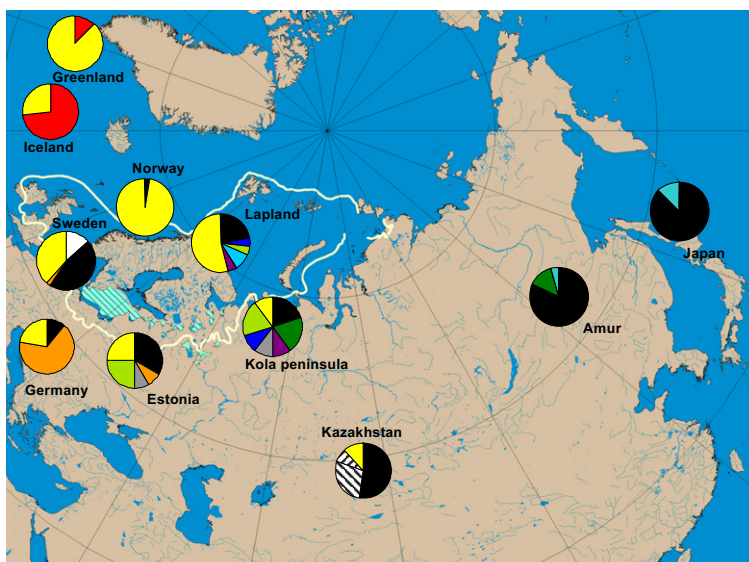 Greenland
Iceland
Norway
Sweden
Lapland
Japan
Amur
Kola peninsula
Germany
Estonia
Kazakhstan